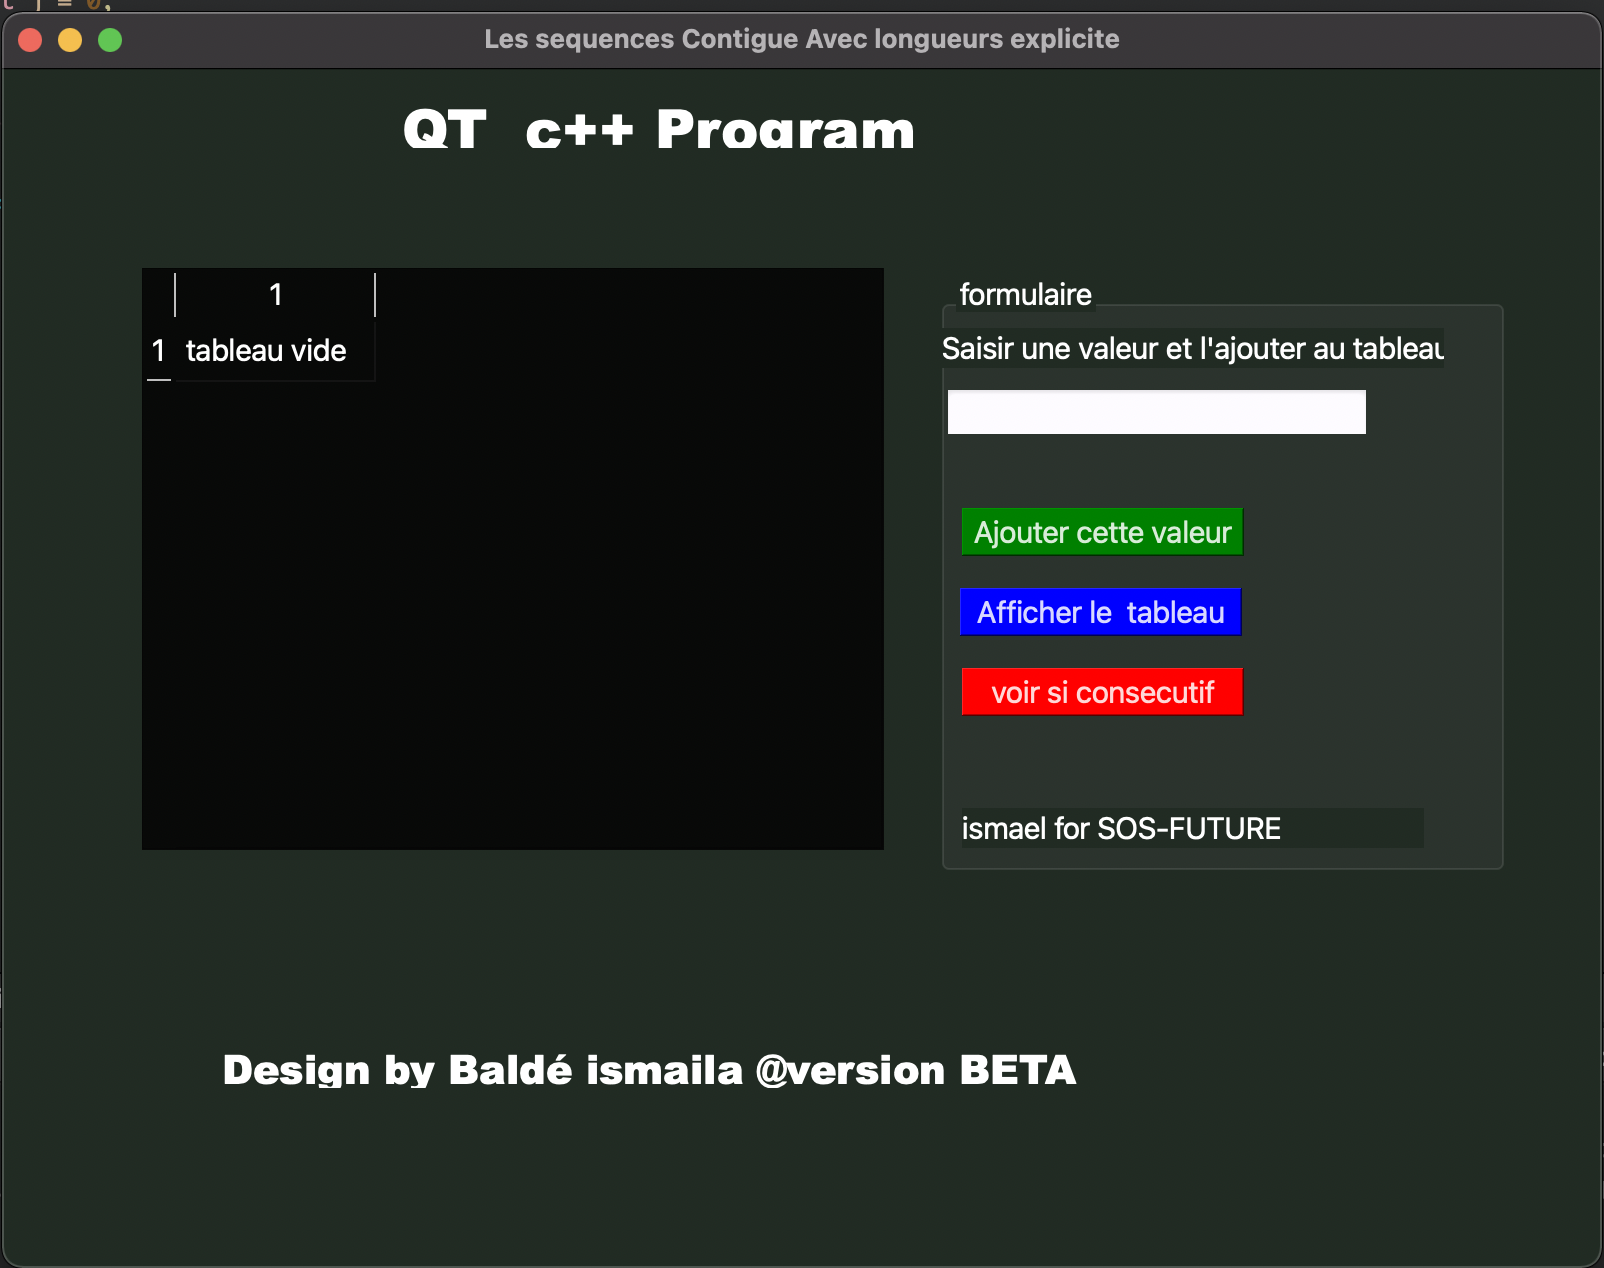 Les sequences Contigue Avec longueurs explicite
QT c++ Program
1
1 tableau vide
formulaire
Saisir une valeur et l'ajouter au tableau
Ajouter cette valeur
Afficher le tableau
voir si consecutif
ismael for SOS-FUTURE
Design by Baldé ismaila @version BETA